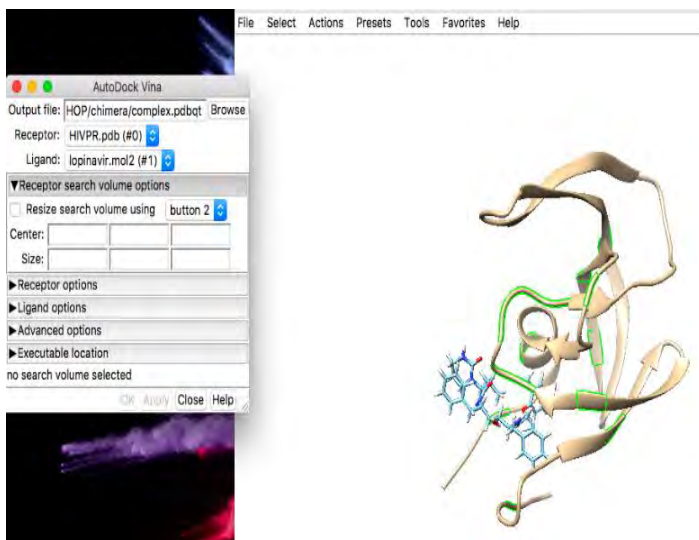 File Select Actions Presets Tools Favorites Help
AutoDock Vina
Output file: HOP/chimera/complex.pdbqt Browse
Receptor: HIVPR.pdb (#0)
Ligand: lopinavir.mol2 (#1)
▼Receptor search volume options
Resize search volume using button 2
Center:
Size:
▶Receptor options
▶Ligand options
▶Advanced options
▶Executable location
no search volume selected
OK Apply Close Help